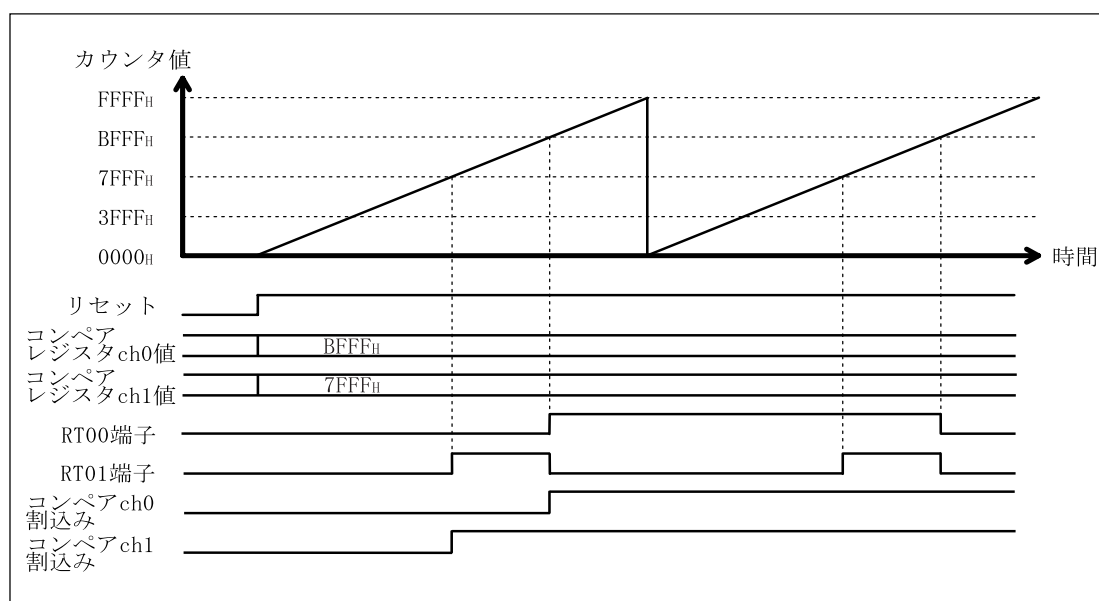 カウンタ値
FFFFH
BFFFH
7FFFH
3FFFH
0000H
時間
リセット
コンペア
レジスタch0値
BFFFH
コンペア
レジスタch1値
7FFFH
RT00端子
RT01端子
コンペアch0
割込み
コンペアch1
割込み